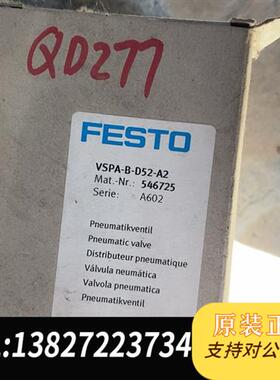 QD277
FESTO
VSPA-B-D52-A2
Mat.-Nr.: 546725
Serie: A602
Pneumatikventil
Pneumatic valve
Distributeur pneumatique
Válvula neumática
Valvola pneumatica
Pneumatikventil
原装正
支持对公
:13827223734